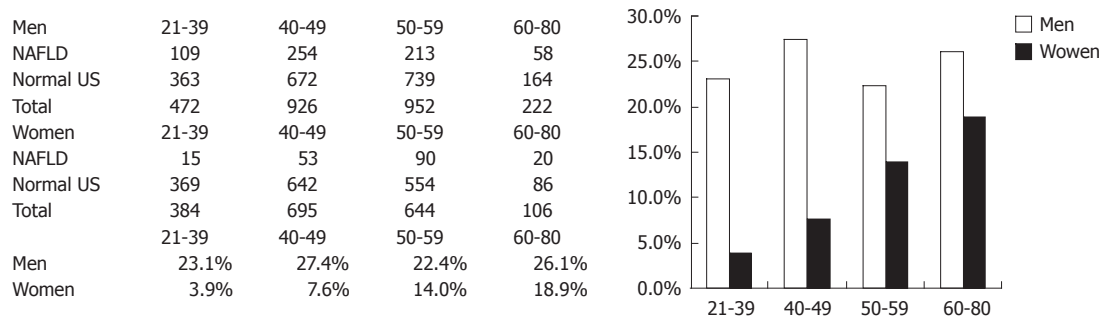 Men 21-39 40-49 50-59 60-80
NAFLD 109 254 213 58
Normal US 363 672 739 164
Total 472 926 952 222
Women 21-39 40-49 50-59 60-80
NAFLD 15 53 90 20
Normal US 369 642 554 86
Total 384 695 644 106
21-39 40-49 50-59 60-80
Men 23.1% 27.4% 22.4% 26.1%
Women 3.9% 7.6% 14.0% 18.9%
30.0%
25.0%
20.0%
15.0%
10.0%
5.0%
0.0%
21-39 40-49 50-59 60-80
Men
Wowen